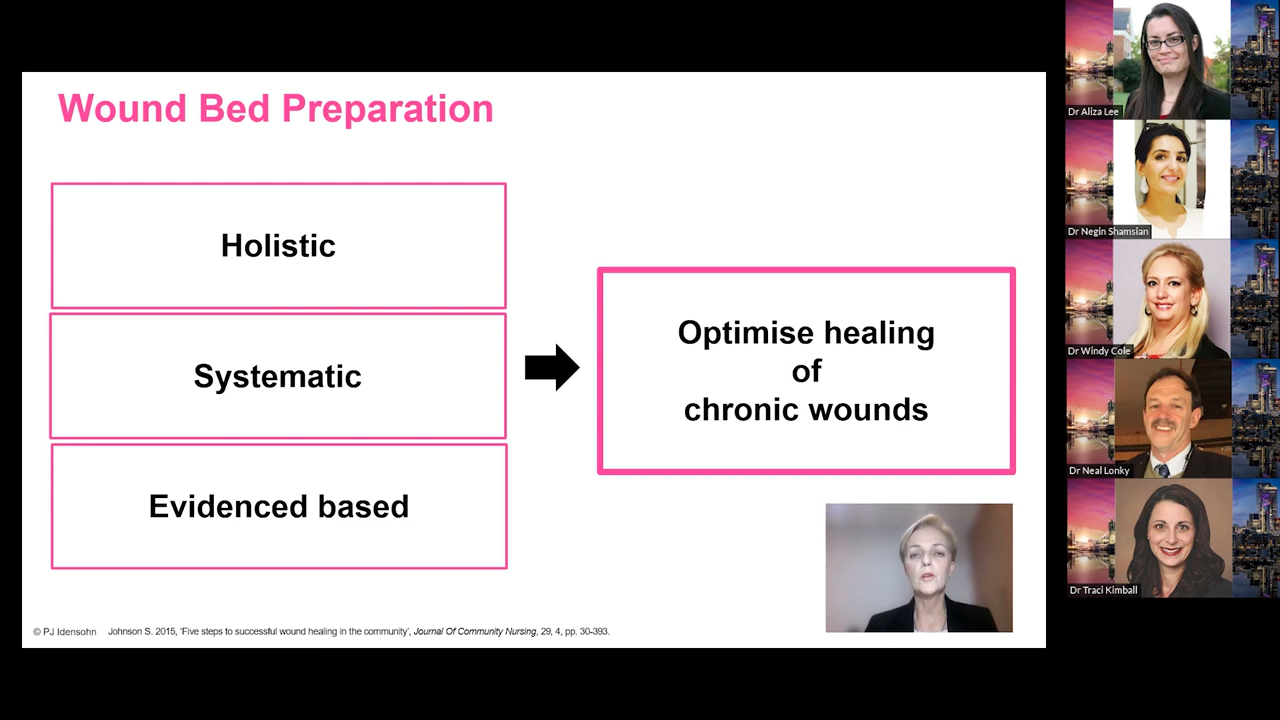 Wound Bed Preparation
Holistic
Systematic
Evidenced based
Optimise healing
of
chronic wounds
© PJ Idensohn Johnson S. 2015, 'Five steps to successful wound healing in the community', Journal Of Community Nursing, 29, 4, pp. 30-393.
Dr Aliza Lee
Dr Negin Shamsian
Dr Windy Cole
Dr Neal Lonky
Dr Traci Kimball